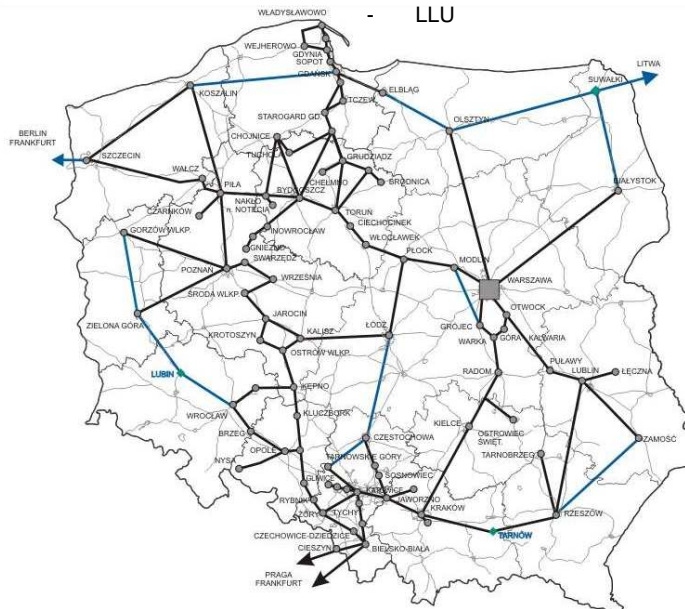 - LLU
WŁADYSŁAWOWO
WEJHEROWO
GDYNIA
SOPOT
GDAŃSK
LITWA
SUWAŁKI
KOSZALIN
ELBLĄG
TCZEW
STAROGARD GD.
OLSZTYN
BERLIN
FRANKFURT
CHOJNICE
SZCZECIN
TUCHOLA
GRUDZIĄDZ
WAŁCZ
CHEŁMNO
BRODNICA
BIAŁYSTOK
PIŁA
BYDGOSZCZ
NAKŁO
n. NOTECIĄ
CZARNKÓW
TORUŃ
CIECHOCINEK
GORZÓW WLKP.
INOWROCŁAW
WŁOCŁAWEK
GNIEZNO
SWARZĘDZ
PŁOCK
MODLIN
POZNAŃ
WRZEŚNIA
WARSZAWA
ŚRODA WLKP.
OTWOCK
JAROCIN
ZIELONA GÓRA
KROTOSZYN
KALISZ
ŁÓDŹ
GRÓJEC
WARKA
GÓRA KALWARIA
OSTRÓW WLKP.
PUŁAWY
LUBIN
RADOM
LUBLIN
ŁĘCZNA
KĘPNO
WROCŁAW
KLUCZBORK
BRZEG
KIELCE
OSTROWIEC
ŚWIĘT.
CZĘSTOCHOWA
ZAMOŚĆ
OPOLE
TARNOWSKIE GÓRY
TARNOBRZEG
NYSA
SOSNOWIEC
GLIWICE
KATOWICE
JAWORZNO
RYBNIK
ŻORY
TYCHY
KRAKÓW
RZESZÓW
CZECHOWICE-DZIEDZICE
TARNÓW
CIESZYN
BIELSKO-BIAŁA
PRAGA
FRANKFURT